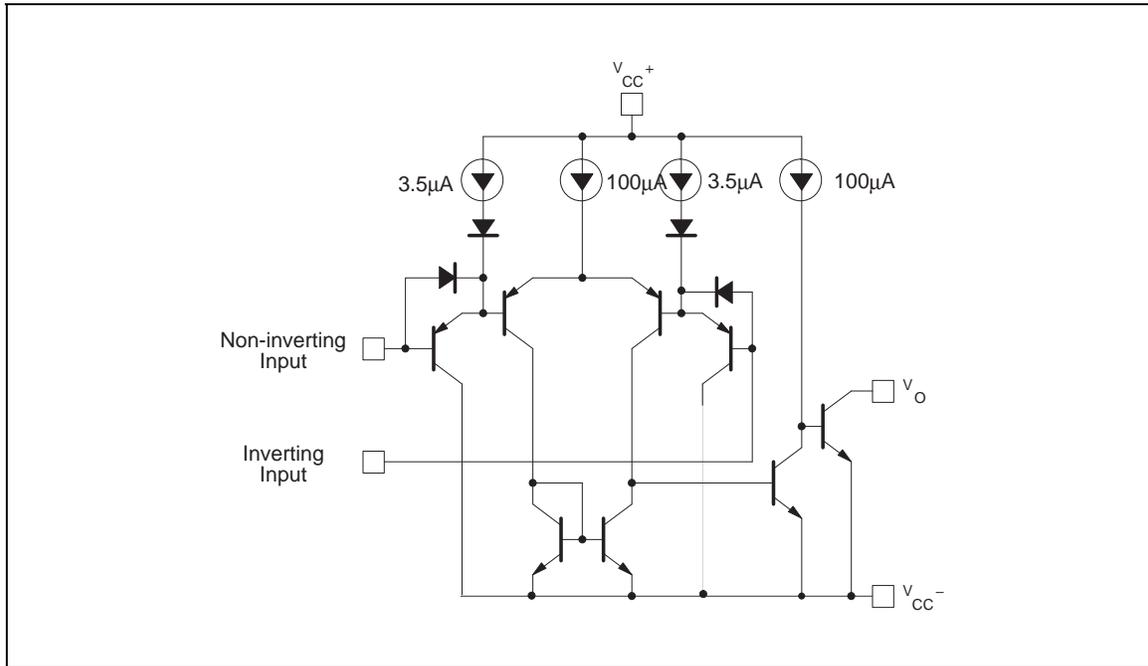 VCC+
3.5μA
100μA
3.5μA
100μA
Non-inverting
Input
VO
Inverting
Input
VCC−